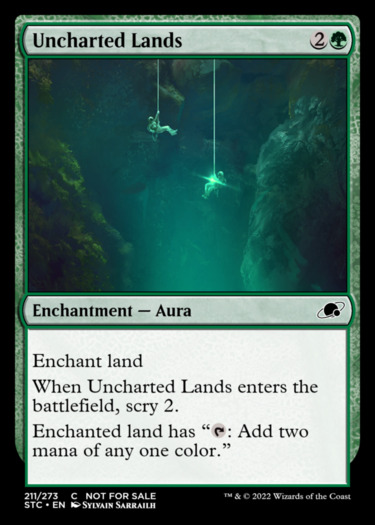 Uncharted Lands 2
Enchantment — Aura
Enchant land
When Uncharted Lands enters the
battlefield, scry 2.
Enchanted land has “: Add two
mana of any one color.”
211/273 C NOT FOR SALE
STC • EN Sylvain Sarrailh
™ & © 2022 Wizards of the Coast